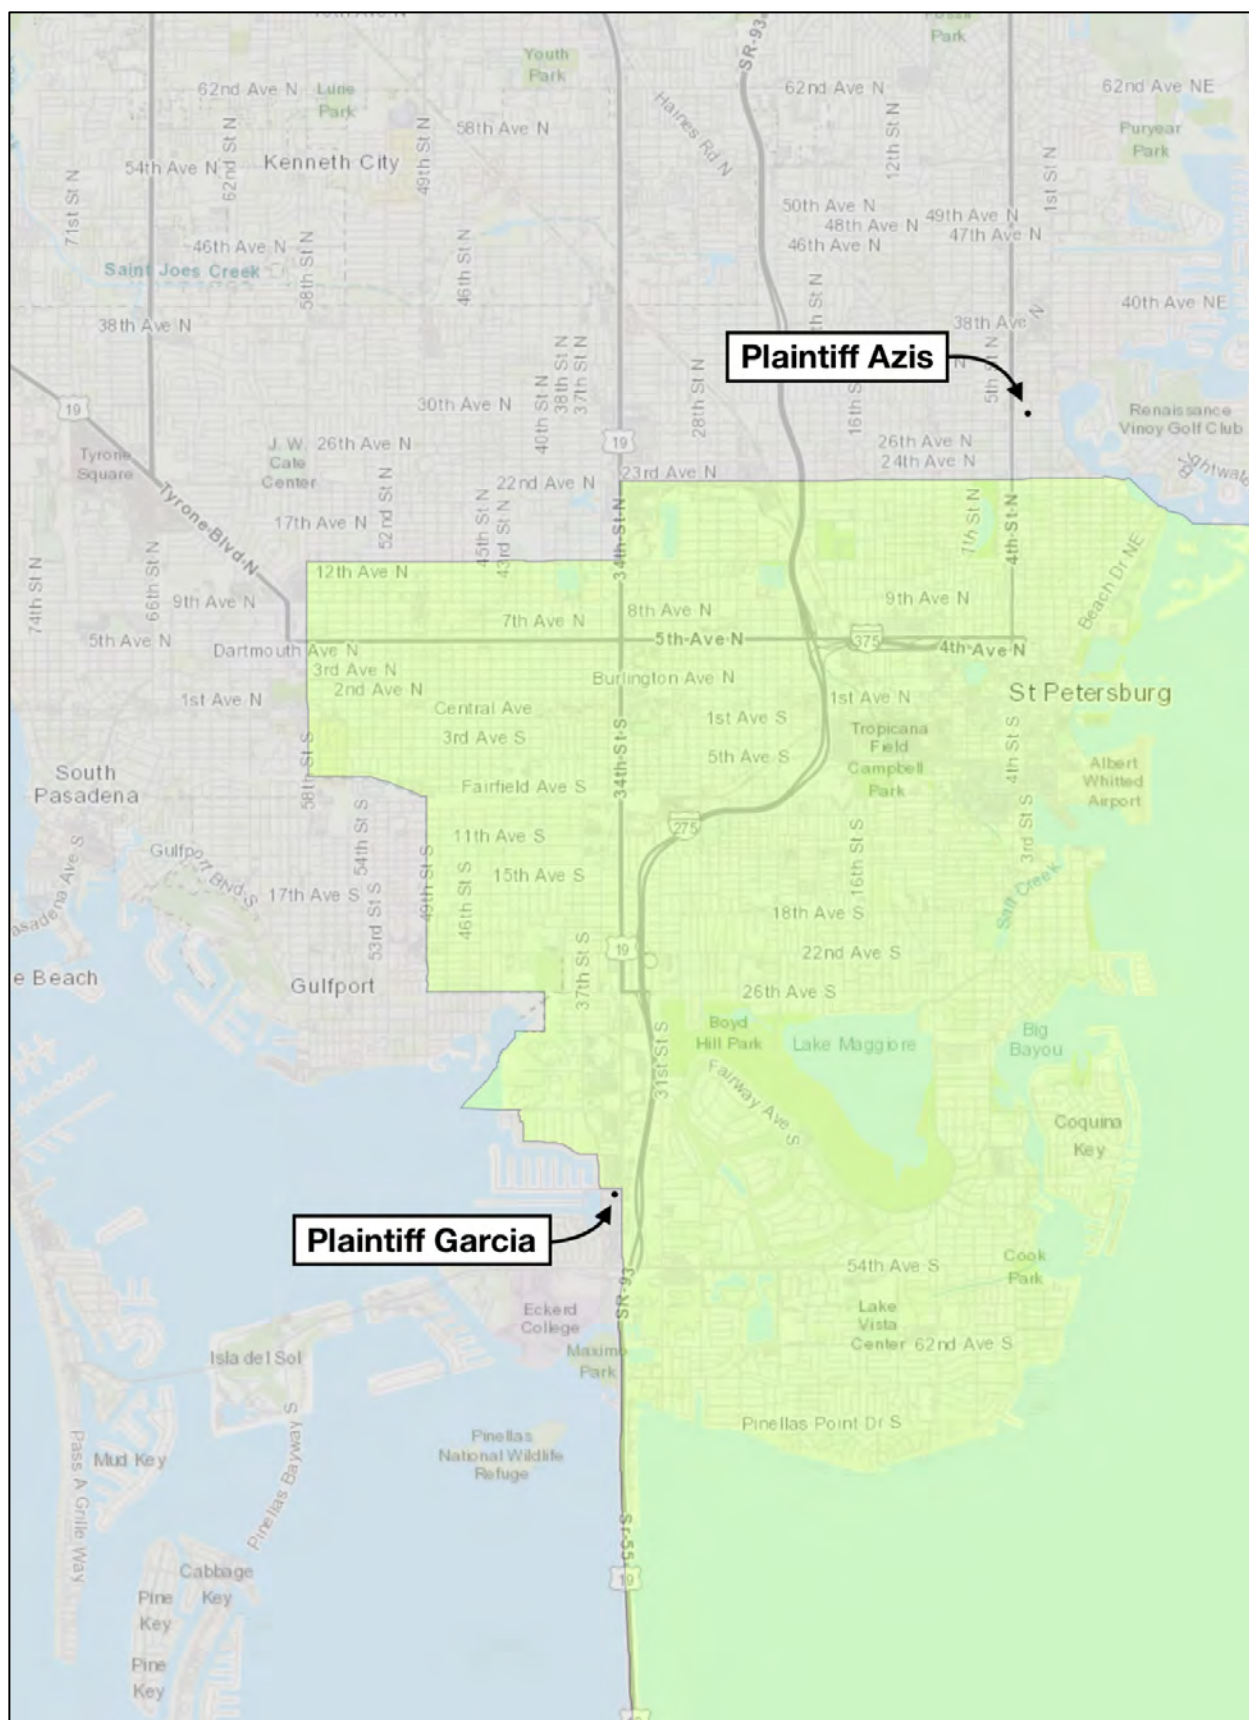 SR-93
Park
Youth
Park
62nd Ave N
Lune
Park
62nd Ave N
62nd Ave NE
Haines Rd N
58th Ave N
Puryear
Park
12th St N
49th St N
62nd St N
54th Ave N
Kenneth City
71st St N
1st St N
50th Ave N
49th Ave N
48th Ave N
47th Ave N
46th Ave N
46th Ave N
58th St N
46th St N
Saint Joes Creek
40th Ave NE
38th Ave N
38th Ave N
Plaintiff Azis
5th St N
38th St N
37th St N
40th St N
28th St N
16th St N
19
30th Ave N
Renaissance
Vinoy Golf Club
19
26th Ave N
24th Ave N
Tyrone
Square
J. W.
Cate
Center
26th Ave N
23rd Ave N
22nd Ave N
17th Ave N
52nd St N
45th St N
43rd St N
34th St N
7th St N
4th St N
Tyrone Blvd N
12th Ave N
74th St N
66th St N
9th Ave N
9th Ave N
Beach Dr NE
8th Ave N
7th Ave N
5th Ave N
5th Ave N
375
4th Ave N
Dartmouth Ave N
3rd Ave N
2nd Ave N
Burlington Ave N
1st Ave N
1st Ave N
St Petersburg
Central Ave
1st Ave S
3rd Ave S
Tropicana
Field
Campbell
Park
5th Ave S
34th St S
4th St S
58th St S
South
Pasadena
Fairfield Ave S
Albert
Whitted
Airport
275
11th Ave S
54th St S
Gulfport Blvd S
15th Ave S
16th St S
3rd St S
17th Ave S
49th St S
46th St S
53rd St S
18th Ave S
Salt Creek
19
22nd Ave S
37th St S
e Beach
Gulfport
26th Ave S
Boyd
Hill Park
Lake Maggiore
Big
Bayou
31st St S
Fairway Ave S
Coquina
Key
Plaintiff Garcia
54th Ave S
Cook
Park
SR-93
Eckerd
College
Lake
Vista
Center
62nd Ave S
Maximo
Park
Isla del Sol
Pinellas Point Dr S
Pinellas
National Wildlife
Refuge
Mud Key
Pass A Grille Way
Pinellas Bayway S
Sr-55
19
Cabbage
Key
Pine
Key
Pine
Key